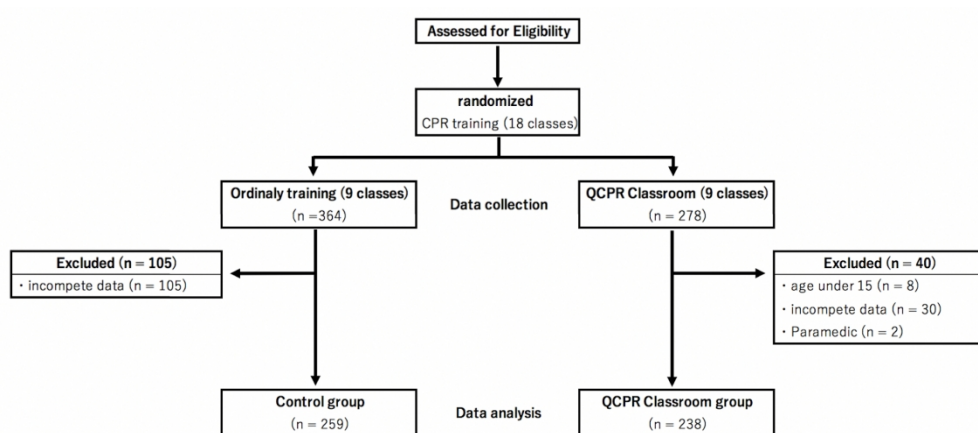 Assessed for Eligibility
randomized
CPR training (18 classes)
Ordinaly training (9 classes)
(n =364)
Data collection
QCPR Classroom (9 classes)
(n = 278)
Excluded (n = 105)
・incompete data (n = 105)
Excluded (n = 40)
・age under 15 (n = 8)
・incompete data (n = 30)
・Paramedic (n = 2)
Control group
(n = 259)
Data analysis
QCPR Classroom group
(n = 238)